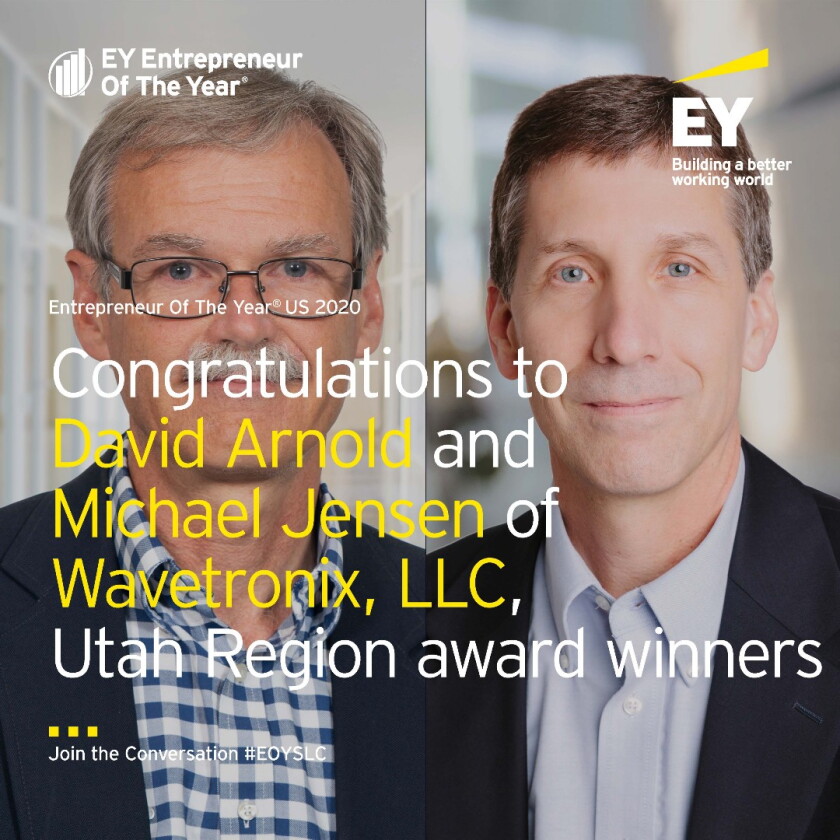 EY Entrepreneur
Of The Year®
EY
Building a better
working world
Entrepreneur Of The Year® US 2020
Congratulations to
David Arnold and
Michael Jensen of
Wavetronix, LLC,
Utah Region award winners
Join the Conversation #EOYSLC